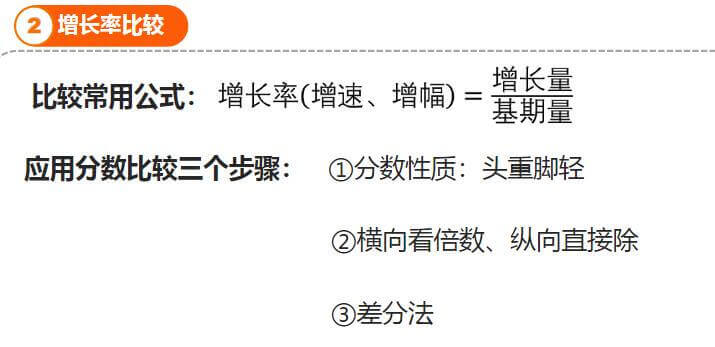 2 增长率比较
比较常用公式： 增长率(增速、增幅) = 增长量/基期量
应用分数比较三个步骤： ①分数性质：头重脚轻
②横向看倍数、纵向直接除
③差分法